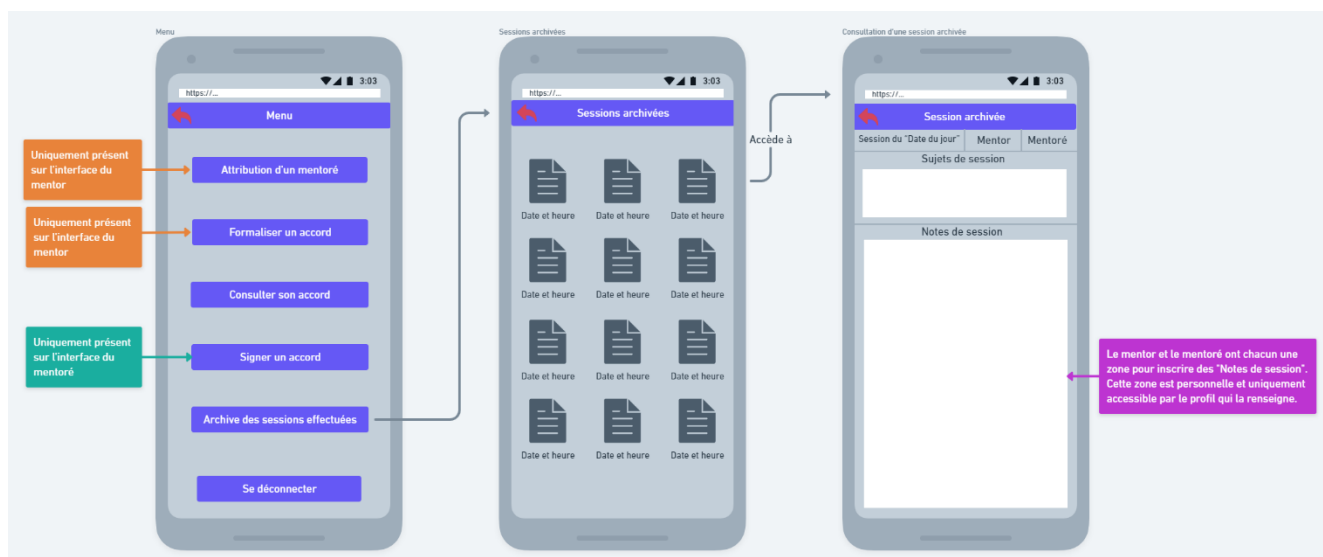 Menu
3:03
https://...
Menu
Uniquement présent
sur l'interface du
mentor
Attribution d'un mentoré
Uniquement présent
sur l'interface du
mentor
Formaliser un accord
Consulter son accord
Uniquement présent
sur l'interface du
mentoré
Signer un accord
Archive des sessions effectuées
Se déconnecter
Sessions archivées
3:03
https://...
Sessions archivées
Date et heure
Date et heure
Date et heure
Date et heure
Date et heure
Date et heure
Date et heure
Date et heure
Date et heure
Date et heure
Date et heure
Date et heure
Accède à
Consultation d'une session archivée
3:03
https://...
Session archivée
Session du "Date du jour"
Mentor
Mentoré
Sujets de session
Notes de session
Le mentor et le mentoré ont chacun une
zone pour inscrire des "Notes de session".
Cette zone est personnelle et uniquement
accessible par le profil qui la renseigne.